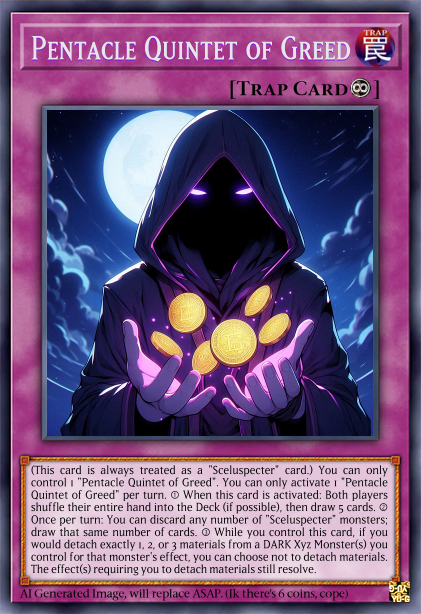 PENTACLE QUINTET OF GREED
TRAP
罠
[TRAP CARD♾]
(This card is always treated as a "Sceluspecter" card.) You can only
control 1 "Pentacle Quintet of Greed". You can only activate 1 "Pentacle
Quintet of Greed" per turn. ① When this card is activated: Both players
shuffle their entire hand into the Deck (if possible), then draw 5 cards. ②
Once per turn: You can discard any number of "Sceluspecter" monsters;
draw that same number of cards. ③ While you control this card, if you
would detach exactly 1, 2, or 3 materials from a DARK Xyz Monster(s) you
control for that monster's effect, you can choose not to detach materials.
The effect(s) requiring you to detach materials still resolve.
AI Generated Image, will replace ASAP. (Ik there's 6 coins, cope)